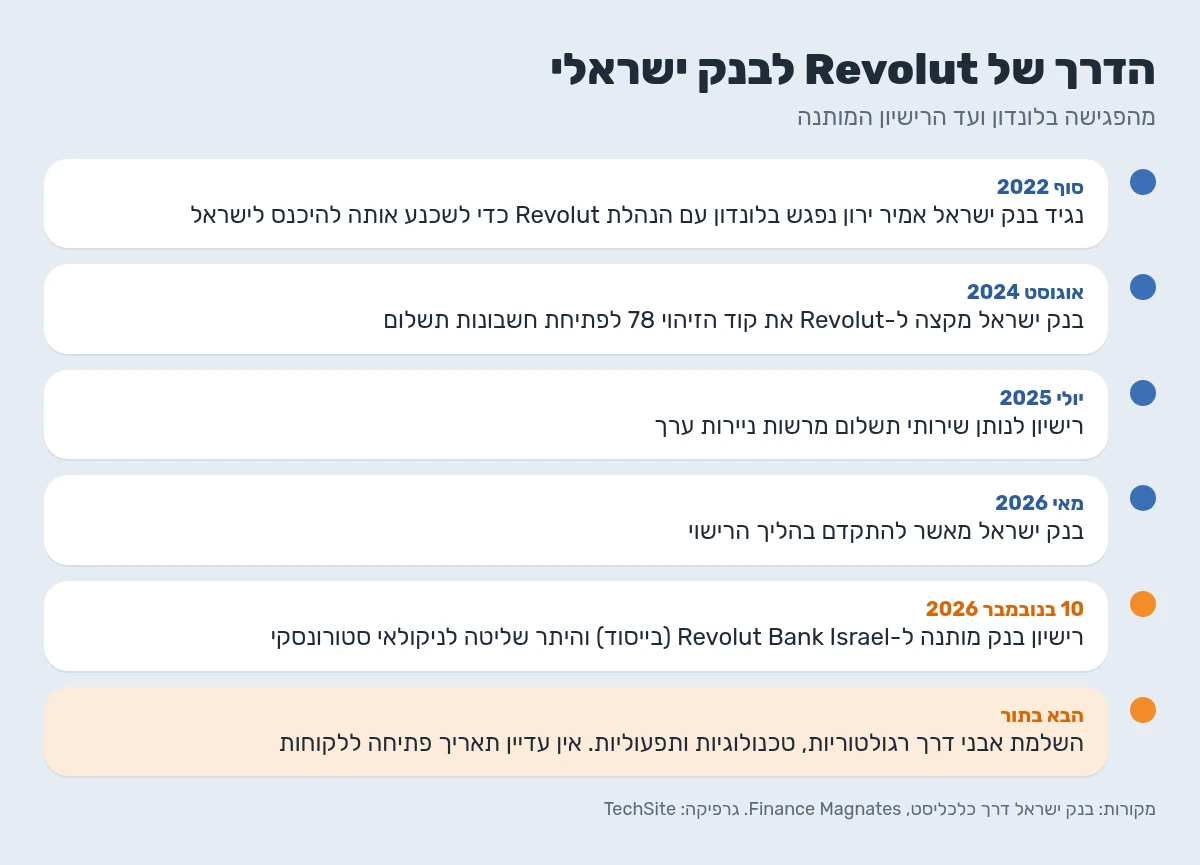 הדרך של Revolut לבנק ישראלי
מהפגישה בלונדון ועד הרישיון המותנה
סוף 2022
נגיד בנק ישראל אמיר ירון נפגש בלונדון עם הנהלת Revolut כדי לשכנע אותה להיכנס לישראל
אוגוסט 2024
בנק ישראל מקצה ל-Revolut את קוד הזיהוי 78 לפתיחת חשבונות תשלום
יולי 2025
רישיון לנותן שירותי תשלום מרשות ניירות ערך
מאי 2026
בנק ישראל מאשר להתקדם בהליך הרישוי
10 בנובמבר 2026
רישיון בנק מותנה ל-Revolut Bank Israel (בייסוד) והיתר שליטה לניקולאי סטורונסקי
הבא בתור
השלמת אבני דרך רגולטוריות, טכנולוגיות ותפעוליות. אין עדיין תאריך פתיחה ללקוחות
מקורות: בנק ישראל דרך כלכליסט, Finance Magnates. גרפיקה: TechSite